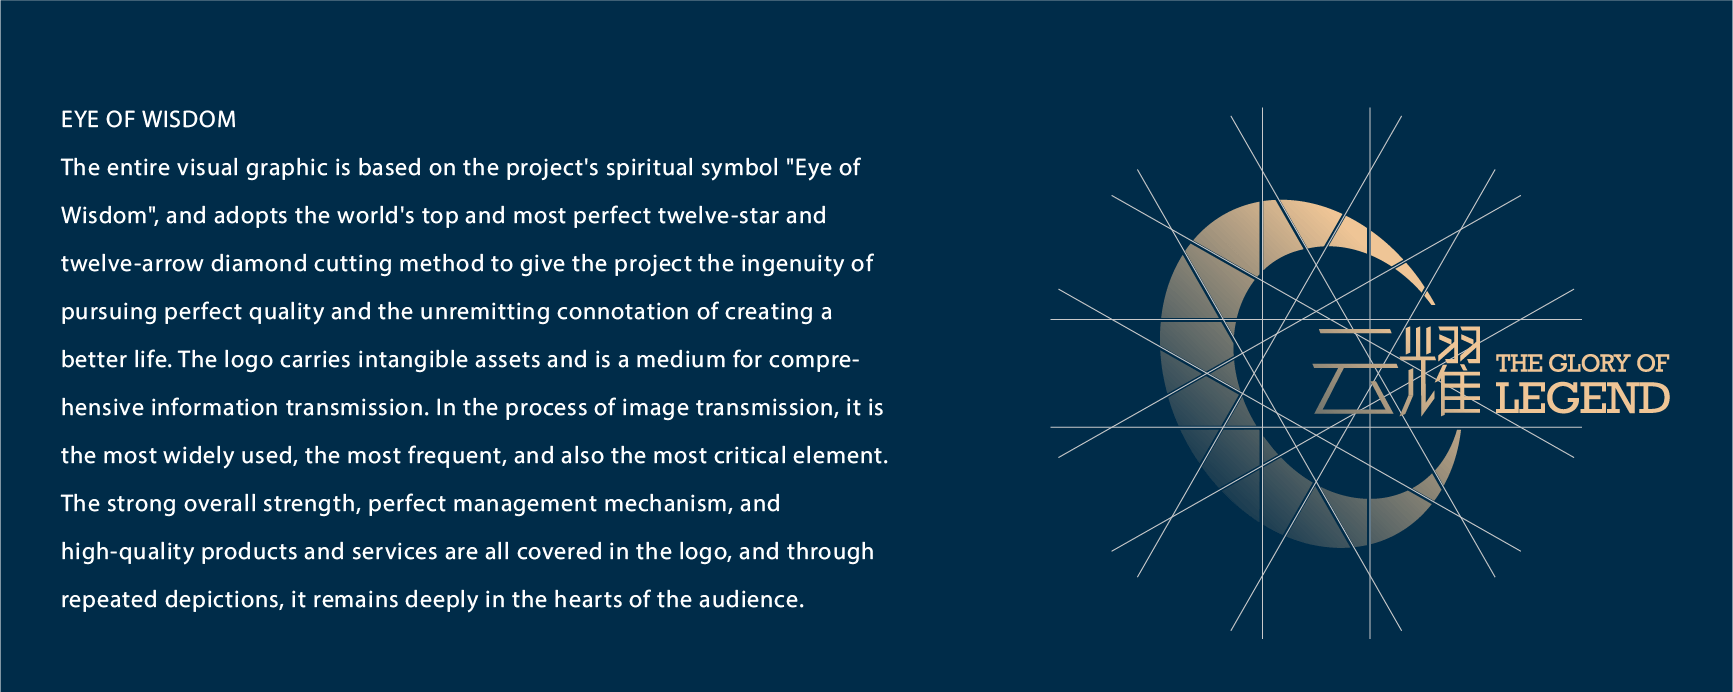 EYE OF WISDOM
The entire visual graphic is based on the project's spiritual symbol "Eye of
Wisdom", and adopts the world's top and most perfect twelve-star and
twelve-arrow diamond cutting method to give the project the ingenuity of
pursuing perfect quality and the unremitting connotation of creating a
better life. The logo carries intangible assets and is a medium for compre-
hensive information transmission. In the process of image transmission, it is
the most widely used, the most frequent, and also the most critical element.
The strong overall strength, perfect management mechanism, and
high-quality products and services are all covered in the logo, and through
repeated depictions, it remains deeply in the hearts of the audience.
云耀
THE GLORY OF
LEGEND